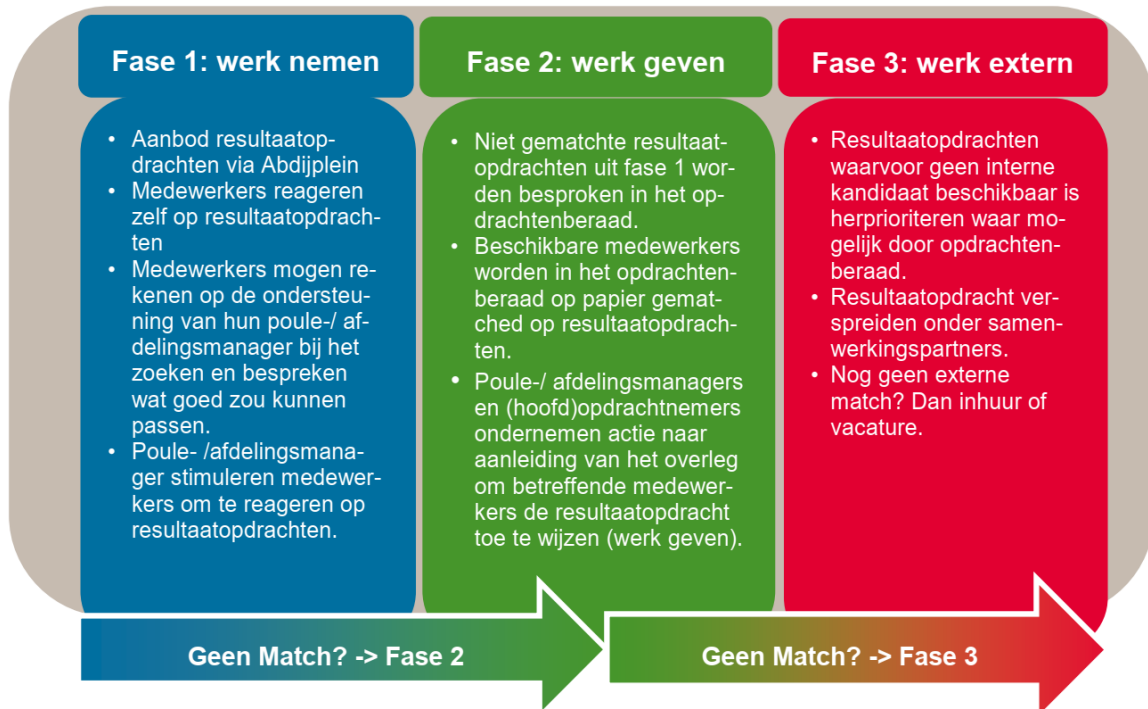 Fase 1: werk nemen
• Aanbod resultaatop-
drachten via Abdijplein
• Medewerkers reageren
zelf op resultaatopdrach-
ten
• Medewerkers mogen re-
kenen op de ondersteu-
ning van hun poule-/ af-
delingsmanager bij het
zoeken en bespreken
wat goed zou kunnen
passen.
• Poule- /afdelingsmana-
ger stimuleren medewer-
kers om te reageren op
resultaatopdrachten.
Fase 2: werk geven
• Niet gematchte resultaat-
opdrachten uit fase 1 wor-
den besproken in het op-
drachtenberaad.
• Beschikbare medewerkers
worden in het opdrachten-
beraad op papier gemat-
ched op resultaatopdrach-
ten.
• Poule-/ afdelingsmanagers
en (hoofd)opdrachtnemers
ondernemen actie naar
aanleiding van het overleg
om betreffende medewer-
kers de resultaatopdracht
toe te wijzen (werk geven).
Fase 3: werk extern
• Resultaatopdrachten
waarvoor geen interne
kandidaat beschikbaar is
herprioriteren waar mo-
gelijk door opdrachten-
beraad.
• Resultaatopdracht ver-
spreiden onder samen-
werkingspartners.
• Nog geen externe
match? Dan inhuur of
vacature.
Geen Match? -> Fase 2
Geen Match? -> Fase 3